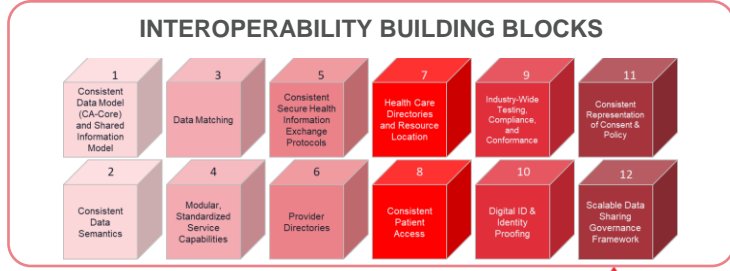 INTEROPERABILITY BUILDING BLOCKS
1
Consistent
Data Model
(CA-Core)
and Shared
Information
Model
3
Data Matching
5
Consistent
Secure Health
Information
Exchange
Protocols
7
Health Care
Directories
and Resource
Location
9
Industry-Wide
Testing,
Compliance,
and
Conformance
11
Consistent
Representation
of Consent &
Policy
2
Consistent
Data
Semantics
4
Modular,
Standardized
Service
Capabilities
6
Provider
Directories
8
Consistent
Patient
Access
10
Digital ID &
Identity
Proofing
12
Scalable Data
Sharing
Governance
Framework